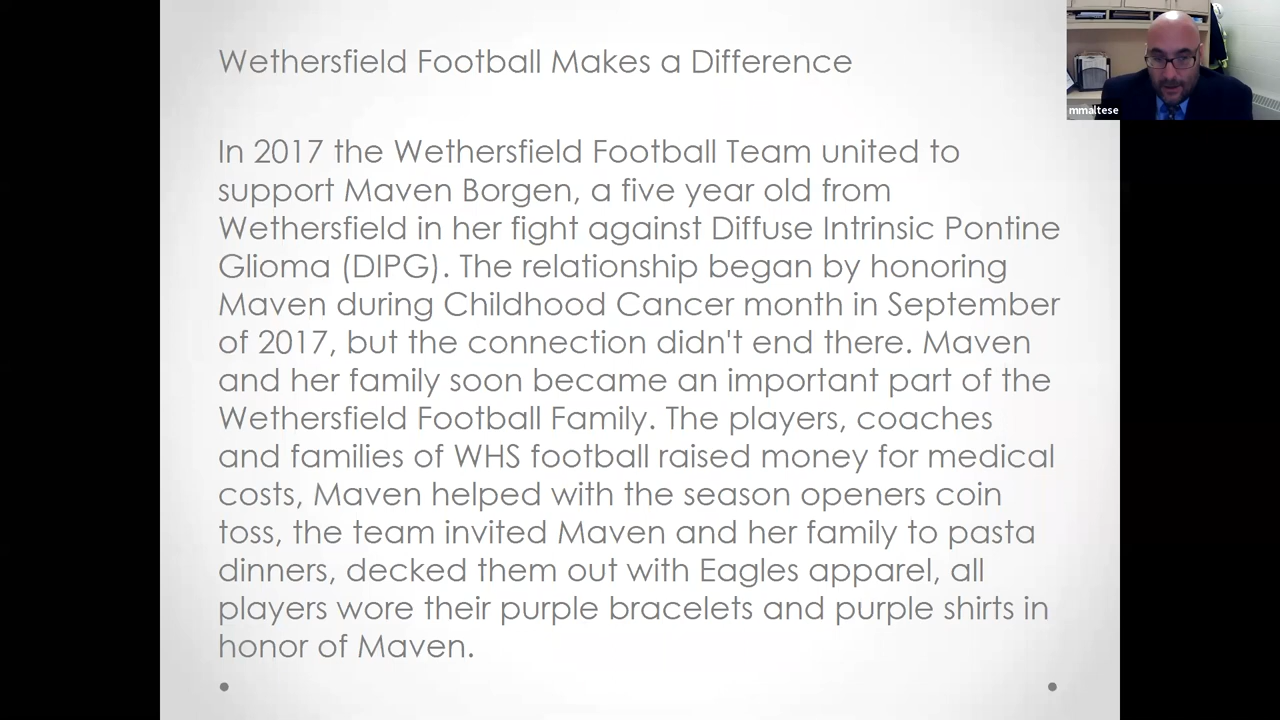 Wethersfield Football Makes a Difference
In 2017 the Wethersfield Football Team united to
support Maven Borgen, a five year old from
Wethersfield in her fight against Diffuse Intrinsic Pontine
Glioma (DIPG). The relationship began by honoring
Maven during Childhood Cancer month in September
of 2017, but the connection didn't end there. Maven
and her family soon became an important part of the
Wethersfield Football Family. The players, coaches
and families of WHS football raised money for medical
costs, Maven helped with the season openers coin
toss, the team invited Maven and her family to pasta
dinners, decked them out with Eagles apparel, all
players wore their purple bracelets and purple shirts in
honor of Maven.
mmaltese